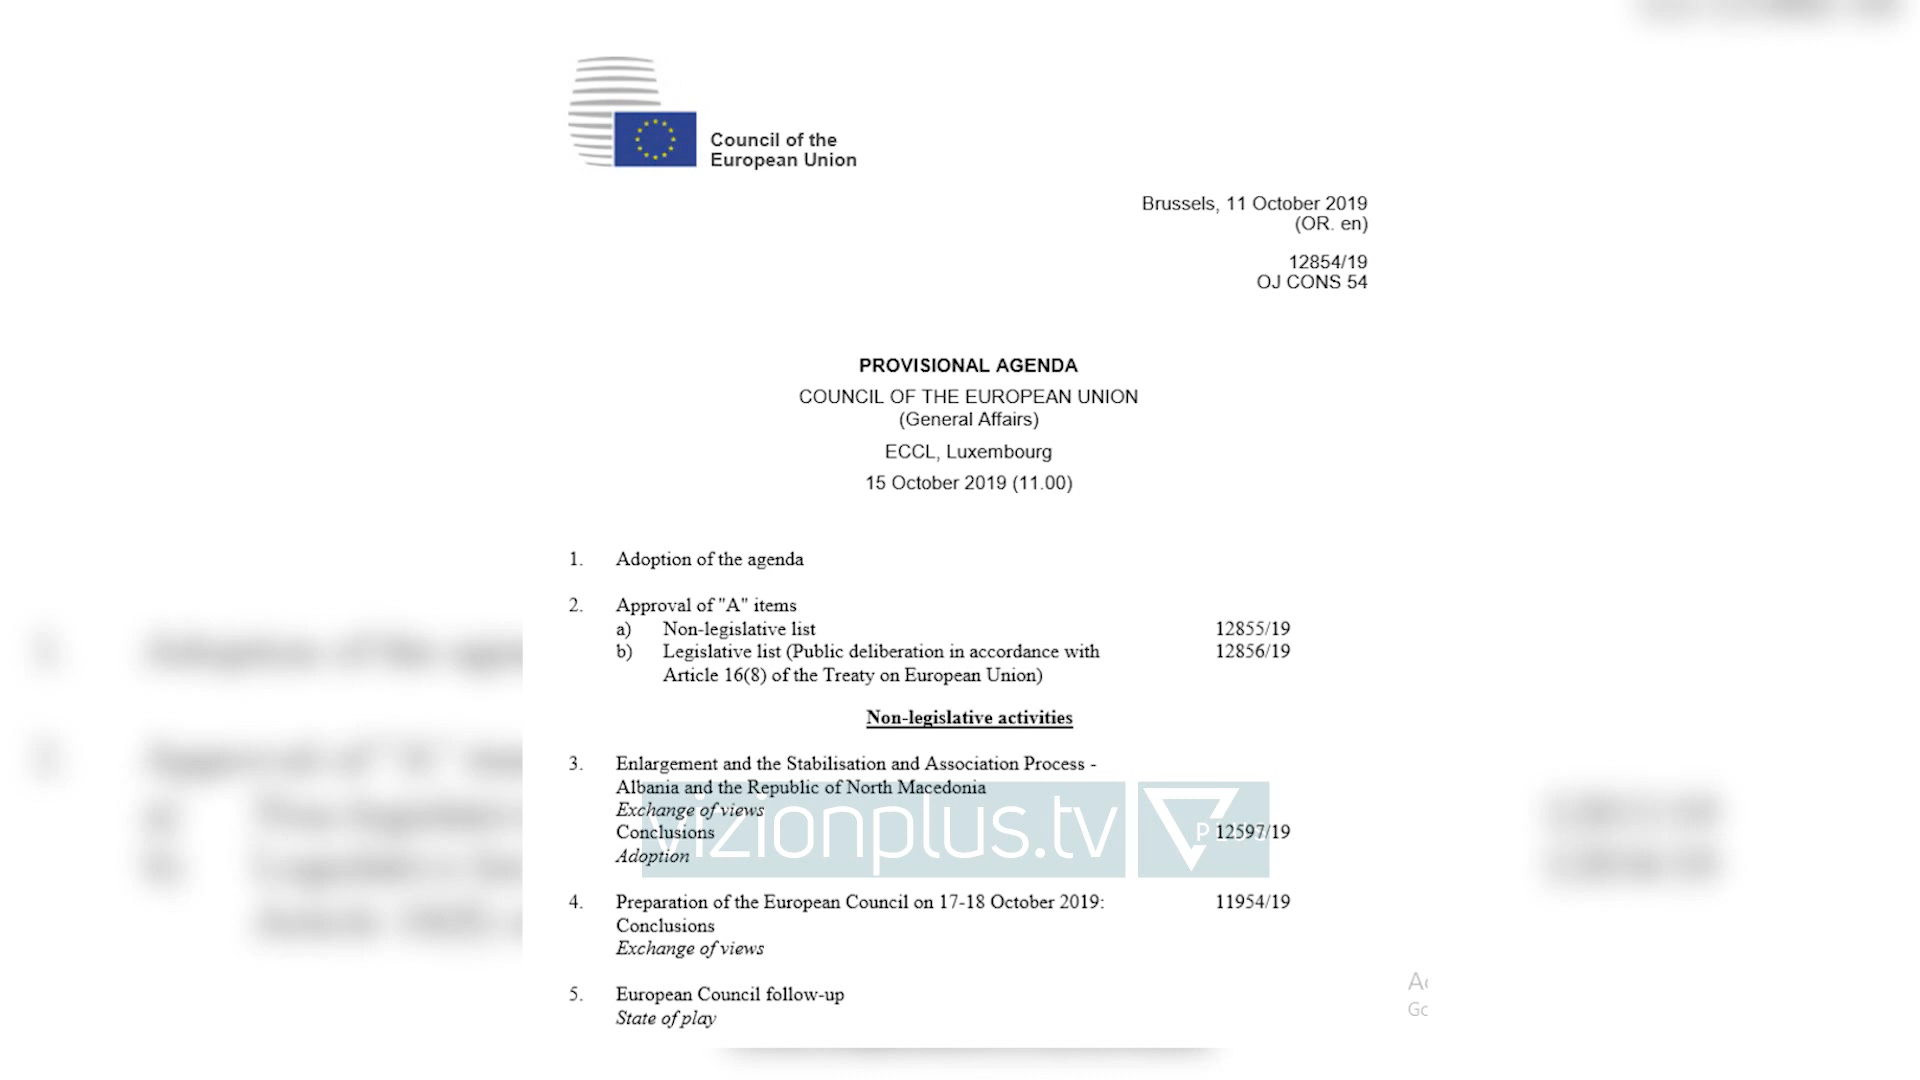 Council of the
European Union
Brussels, 11 October 2019
(OR. en)
12854/19
OJ CONS 54
PROVISIONAL AGENDA
COUNCIL OF THE EUROPEAN UNION
(General Affairs)
ECCL, Luxembourg
15 October 2019 (11.00)
1. Adoption of the agenda
2. Approval of "A" items
a) Non-legislative list 12855/19
b) Legislative list (Public deliberation in accordance with 12856/19
Article 16(8) of the Treaty on European Union)
Non-legislative activities
3. Enlargement and the Stabilisation and Association Process -
Albania and the Republic of North Macedonia
Exchange of views
Conclusions 12597/19
Adoption
vizionplus.tv
4. Preparation of the European Council on 17-18 October 2019: 11954/19
Conclusions
Exchange of views
5. European Council follow-up
State of play